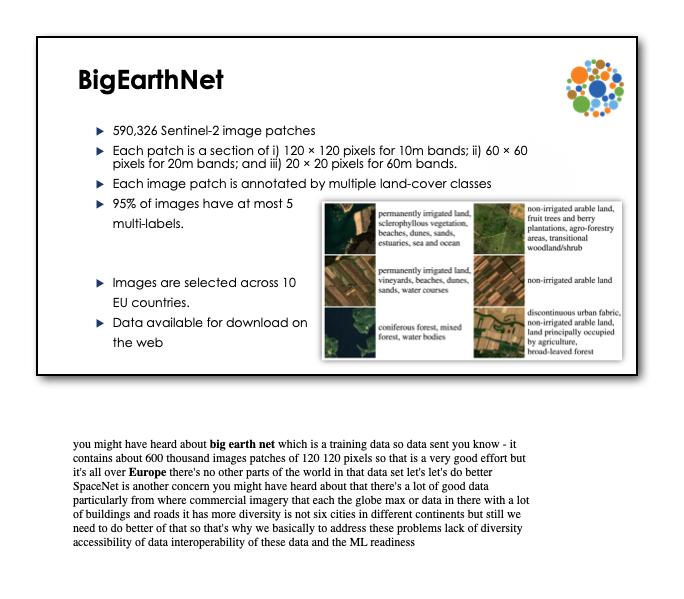 BigEarthNet
590,326 Sentinel-2 image patches
Each patch is a section of i) 120 × 120 pixels for 10m bands; ii) 60 × 60
pixels for 20m bands; and iii) 20 × 20 pixels for 60m bands.
Each image patch is annotated by multiple land-cover classes
95% of images have at most 5
multi-labels.
Images are selected across 10
EU countries.
Data available for download on
the web
permanently irrigated land,
sclerophyllous vegetation,
beaches, dunes, sands,
estuaries, sea and ocean
non-irrigated arable land,
fruit trees and berry
plantations, agro-forestry
areas, transitional
woodland/shrub
permanently irrigated land,
vineyards, beaches, dunes,
sands, water courses
non-irrigated arable land
coniferous forest, mixed
forest, water bodies
discontinuous urban fabric,
non-irrigated arable land,
land principally occupied
by agriculture,
broad-leaved forest
you might have heard about big earth net which is a training data so data sent you know - it
contains about 600 thousand images patches of 120 120 pixels so that is a very good effort but
it's all over Europe there's no other parts of the world in that data set let's let's do better
SpaceNet is another concern you might have heard about that there's a lot of good data
particularly from where commercial imagery that each the globe max or data in there with a lot
of buildings and roads it has more diversity is not six cities in different continents but still we
need to do better of that so that's why we basically to address these problems lack of diversity
accessibility of data interoperability of these data and the ML readiness